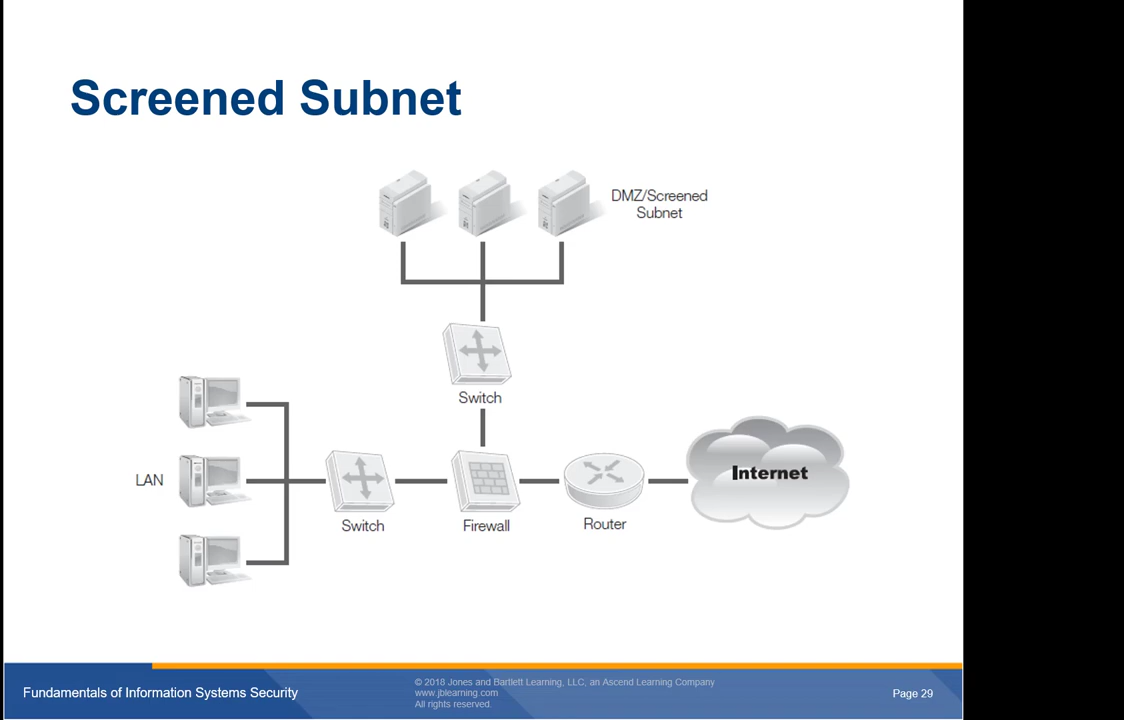 Screened Subnet
DMZ/Screened
Subnet
Switch
LAN
Switch
Firewall
Router
Internet
Fundamentals of Information Systems Security
© 2018 Jones and Bartlett Learning, LLC, an Ascend Learning Company
www.jblearning.com
All rights reserved.
Page 29